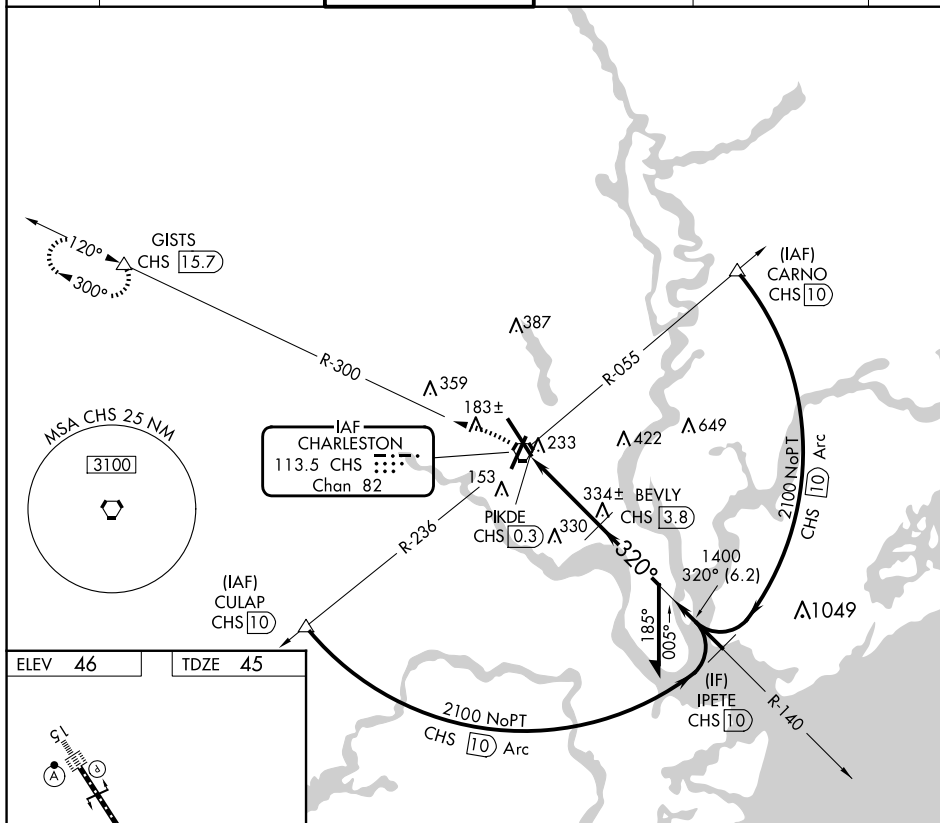 GISTS
CHS 15.7
120°
300°
(IAF)
CARNO
CHS 10
387
R-300
R-055
359
183±
MSA CHS 25 NM
3100
IAF
CHARLESTON
113.5 CHS
Chan 82
233
422
649
153
334± BEVLY
CHS 3.8
PIKDE
CHS 0.3
330
2100 NoPT
CHS 10 Arc
R-236
320°
1400
320° (6.2)
1049
(IAF)
CULAP
CHS 10
185°
005°
(IF)
IPETE
CHS 10
R-140
2100 NoPT
CHS 10 Arc
ELEV 46
TDZE 45
15
A
P